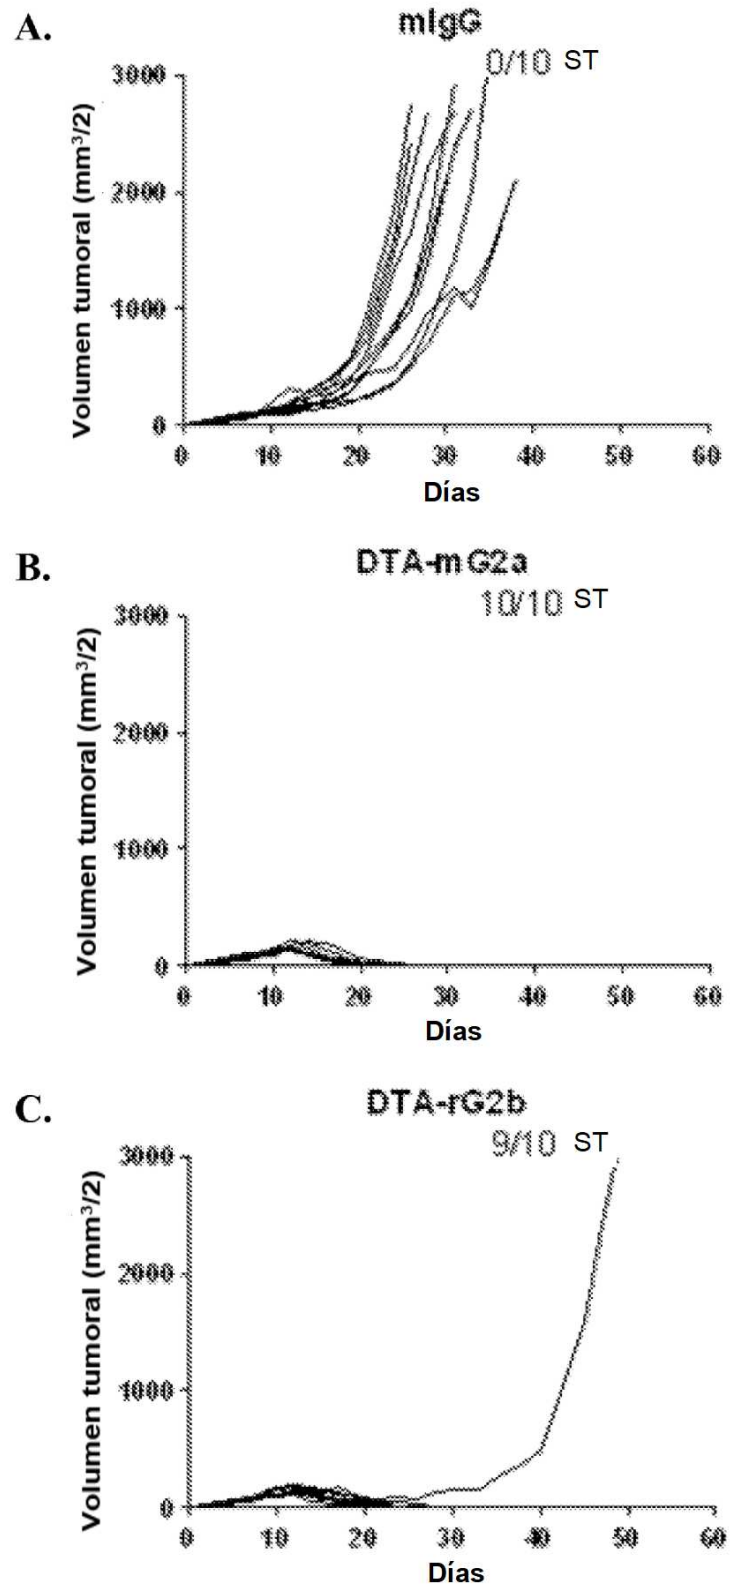 A.
mIgG
0/10 ST
Volumen tumoral (mm³/2)
3000
2000
1000
0
0 10 20 30 40 50 60
Días
B.
DTA-mG2a
10/10 ST
Volumen tumoral (mm³/2)
3000
2000
1000
0
0 10 20 30 40 50 60
Días
C.
DTA-rG2b
9/10 ST
Volumen tumoral (mm³/2)
3000
2000
1000
0
0 10 20 30 40 50 60
Días